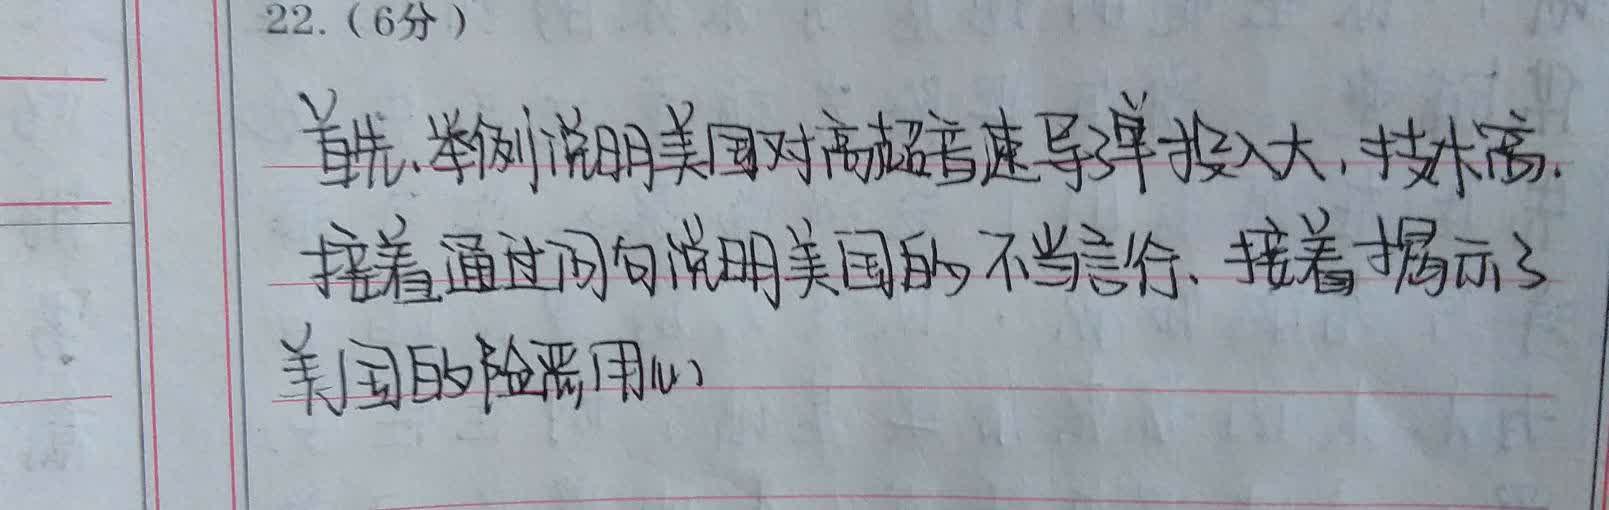 22.（6分）
首先、举例说明美国对高超音速导弹投入大，技术高.
接着通过问句说明美国的不当言行、接着揭示了
美国的险恶用心